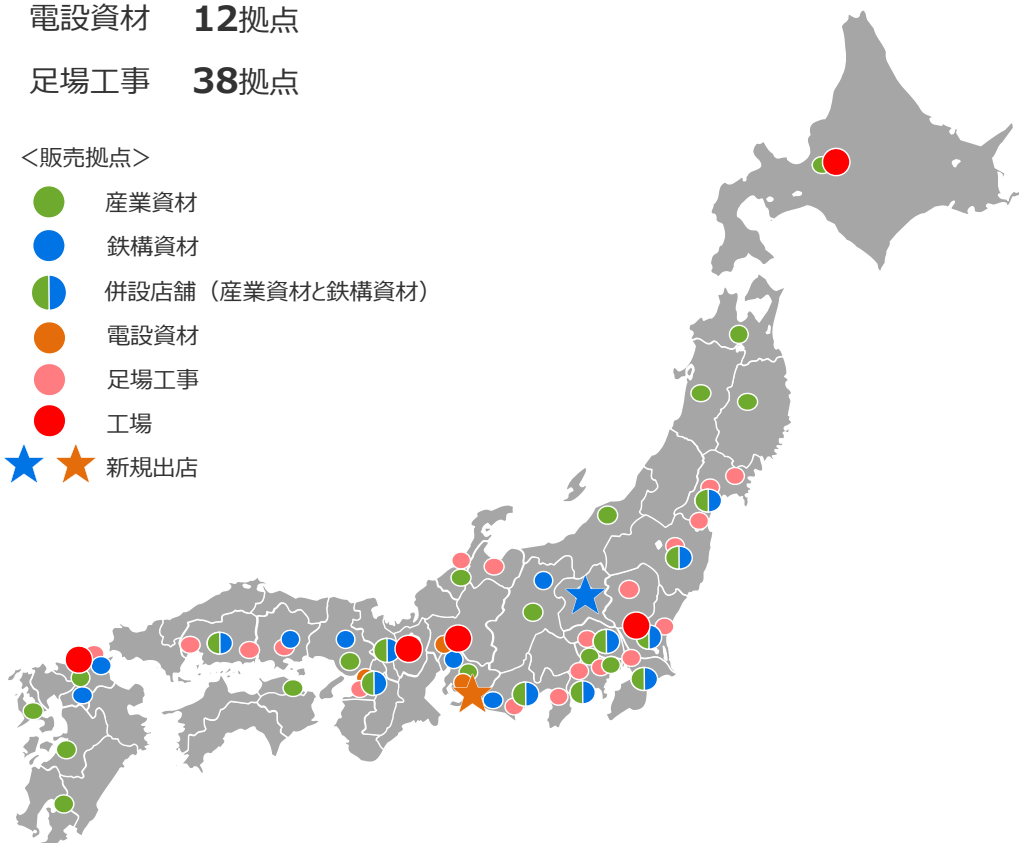 電設資材 12拠点
足場工事 38拠点
＜販売拠点＞
産業資材
鉄構資材
併設店舗（産業資材と鉄構資材）
電設資材
足場工事
工場
新規出店